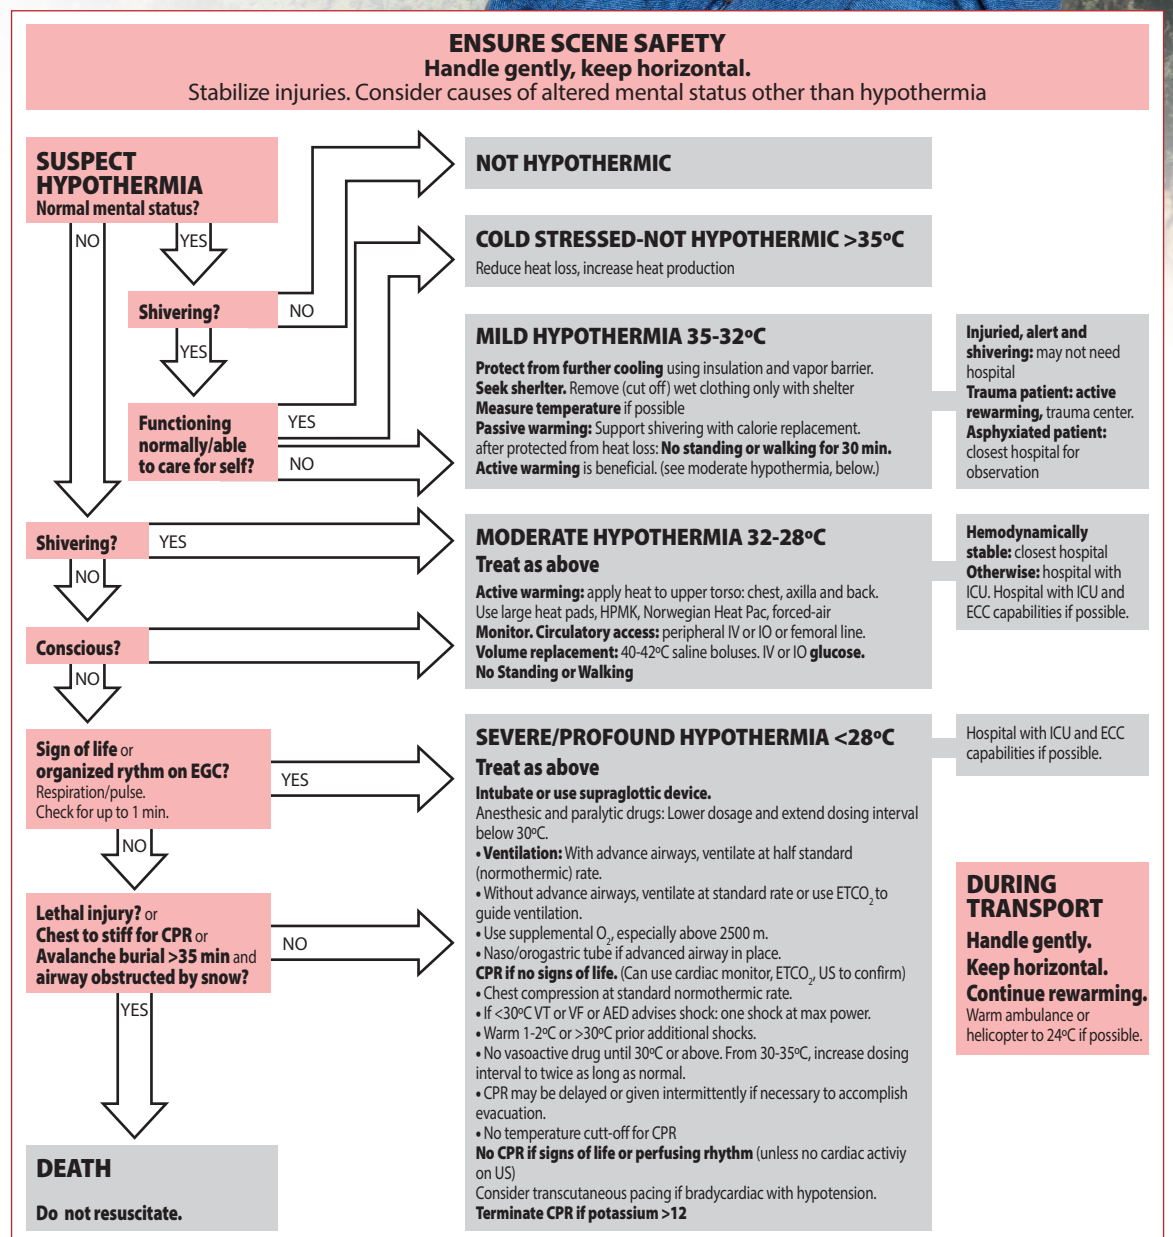 ENSURE SCENE SAFETY
Handle gently, keep horizontal.
Stabilize injuries. Consider causes of altered mental status other than hypothermia
SUSPECT
HYPOTHERMIA
Normal mental status?
NO
YES
Shivering?
NO
YES
Functioning
normally/able
to care for self?
YES
NO
Shivering?
YES
NO
Conscious?
NO
Sign of life or
organized rythm on EGC?
Respiration/pulse.
Check for up to 1 min.
YES
NO
Lethal injury? or
Chest to stiff for CPR or
Avalanche burial >35 min and
airway obstructed by snow?
NO
YES
DEATH
Do not resuscitate.
NOT HYPOTHERMIC
COLD STRESSED-NOT HYPOTHERMIC >35ºC
Reduce heat loss, increase heat production
MILD HYPOTHERMIA 35-32ºC
Protect from further cooling using insulation and vapor barrier.
Seek sherlter. Remove (cut off) wet clothing only with shelter
Measure temperature if possible
Passive warming: Support shivering with calorie replacement.
after protected from heat loss: No standing or walking for 30 min.
Active warming is beneficial. (see moderate hypothermia, below.)
Injuried, alert and
shivering: may not need
hospital
Trauma patient: active
rewarming, trauma center.
Asphyxiated patient:
closest hospital for
observation
MODERATE HYPOTHERMIA 32-28ºC
Treat as above
Active warming: apply heat to upper torso: chest, axilla and back.
Use large heat pads, HPMK, Norwegian Heat Pac, forced-air
Monitor. Circulatory access: peripheral IV or IO or femoral line.
Volume replacement: 40-42ºC saline boluses. IV or IO glucose.
No Standing or Walking
Hemodynamically
stable: closest hospital
Otherwise: hospital with
ICU. Hospital with ICU and
ECC capabilities if possible.
SEVERE/PROFOUND HYPOTHERMIA <28ºC
Treat as above
Intubate or use supraglottic device.
Anesthesic and paralytic drugs: Lower dosage and extend dosing interval
below 30ºC.
• Ventilation: With advance airways, ventilate at half standard
(normothermic) rate.
• Without advance airways, ventilate at standard rate or use ETCO2 to
guide ventilation.
• Use supplemental O2, especially above 2500 m.
• Naso/orogastric tube if advanced airway in place.
CPR if no signs of life. (Can use cardiac monitor, ETCO2, US to confirm)
• Chest compression at standard normothermic rate.
• If <30ºC VT or VF or AED advises shock: one shock at max power.
• Warm 1-2ºC or >30ºC prior additional shocks.
• No vasoactive drug until 30ºC or above. From 30-35ºC, increase dosing
interval to twice as long as normal.
• CPR may be delayed or given intermittently if necessary to accomplish
evacuation.
• No temperature cutt-off for CPR
No CPR if signs of life or perfusing rhythm (unless no cardiac activiy
on US)
Consider transcutaneous pacing if bradycardiac with hypotension.
Terminate CPR if potassium >12
Hospital with ICU and ECC
capabilities if possible.
DURING
TRANSPORT
Handle gently.
Keep horizontal.
Continue rewarming.
Warm ambulance or
helicopter to 24ºC if possible.